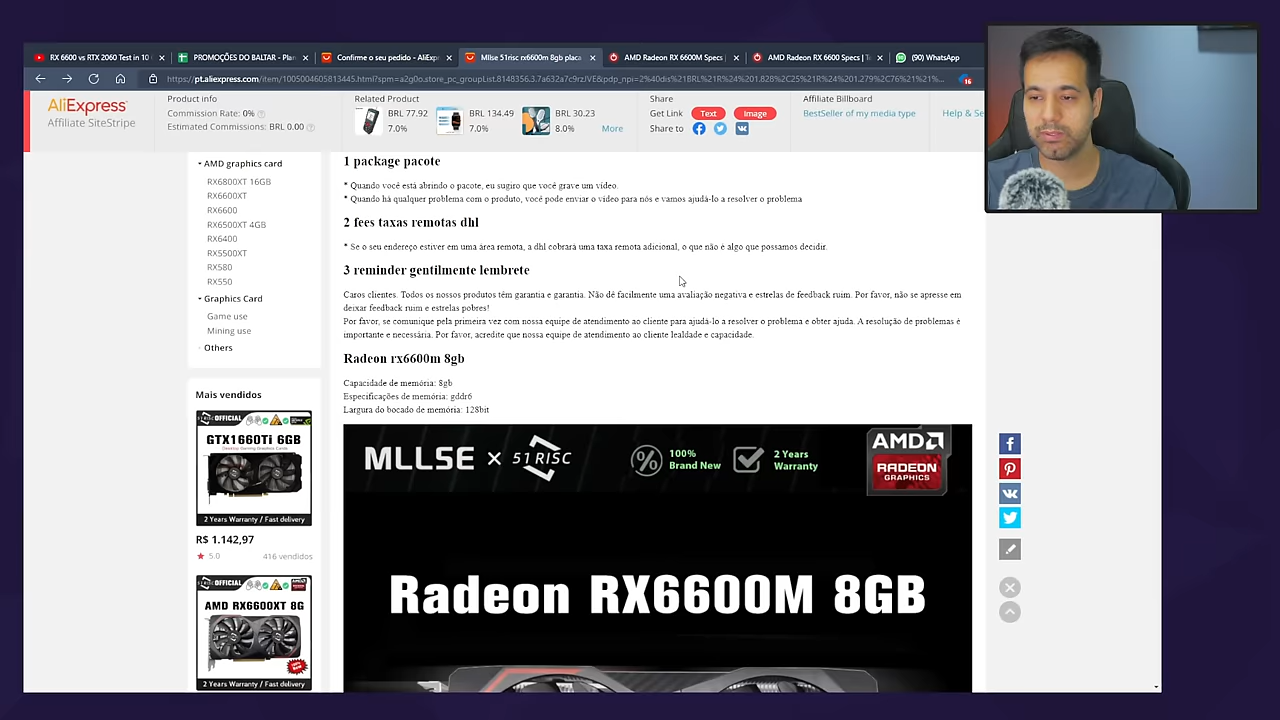 RX 6600 vs RTX 2060 Test in 10
PROMOÇÕES DO BALTAR - Plan
Confirme o seu pedido - AliExp
Mllse 51risc rx6600m 8gb placa
AMD Radeon RX 6600M Specs |
AMD Radeon RX 6600 Specs | T
(90) WhatsApp
AliExpress
Affiliate SiteStripe
Product info
Commission Rate: 0%
Estimated Commissions: BRL 0.00
Related Product
BRL 77.92
7.0%
BRL 134.49
7.0%
BRL 30.23
8.0%
More
Share
Get Link
Text
Image
Share to
Affiliate Billboard
BestSeller of my media type
Help & Se
AMD graphics card
RX6800XT 16GB
RX6600XT
RX6600
RX6500XT 4GB
RX6400
RX5500XT
RX580
RX550
Graphics Card
Game use
Mining use
Others
Mais vendidos
OFFICIAL
GTX1660Ti 6GB
2 Years Warranty / Fast delivery
R$ 1.142,97
5.0
416 vendidos
OFFICIAL
AMD RX6600XT 8G
2 Years Warranty / Fast delivery
1 package pacote
* Quando você está abrindo o pacote, eu sugiro que você grave um vídeo.
* Quando há qualquer problema com o produto, você pode enviar o vídeo para nós e vamos ajudá-lo a resolver o problema
2 fees taxas remotas dhl
* Se o seu endereço estiver em uma área remota, a dhl cobrará uma taxa remota adicional, o que não é algo que possamos decidir.
3 reminder gentilmente lembrete
Caros clientes. Todos os nossos produtos têm garantia e garantia. Não dê facilmente uma avaliação negativa e estrelas de feedback ruim. Por favor, não se apresse em
deixar feedback ruim e estrelas pobres!
Por favor, se comunique pela primeira vez com nossa equipe de atendimento ao cliente para ajudá-lo a resolver o problema e obter ajuda. A resolução de problemas é
importante e necessária. Por favor, acredite que nossa equipe de atendimento ao cliente lealdade e capacidade.
Radeon rx6600m 8gb
Capacidade de memória: 8gb
Especificações de memória: gddr6
Largura do bocado de memória: 128bit
MLLSE × 51RISC
100%
Brand New
2 Years
Warranty
AMD
RADEON
GRAPHICS
Radeon RX6600M 8GB